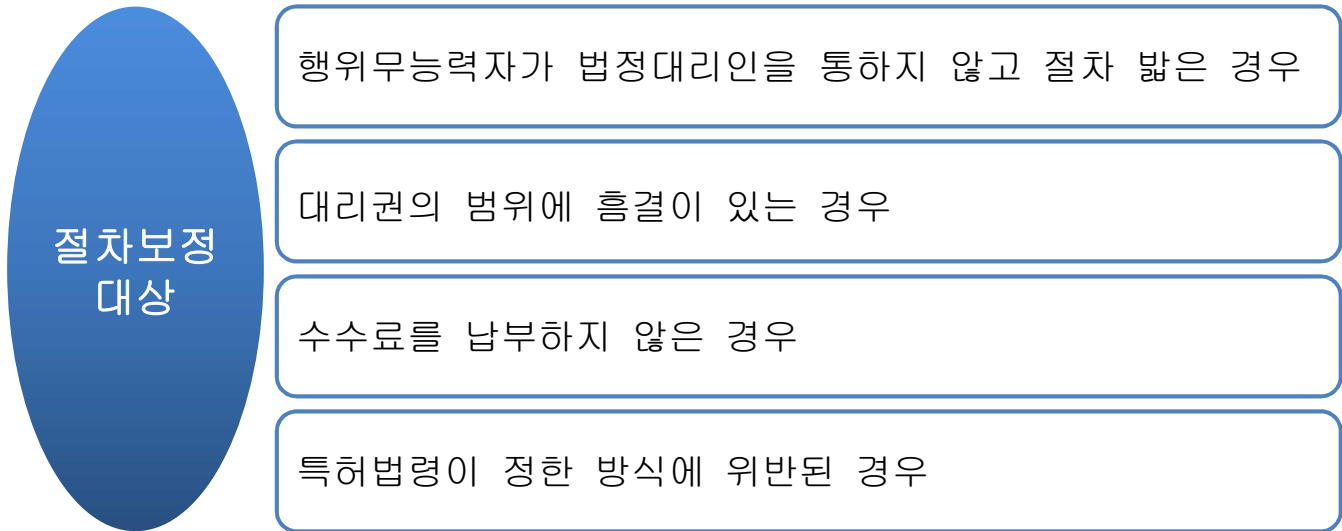 절차보정
대상
행위무능력자가 법정대리인을 통하지 않고 절차 밟은 경우
대리권의 범위에 흠결이 있는 경우
수수료를 납부하지 않은 경우
특허법령이 정한 방식에 위반된 경우